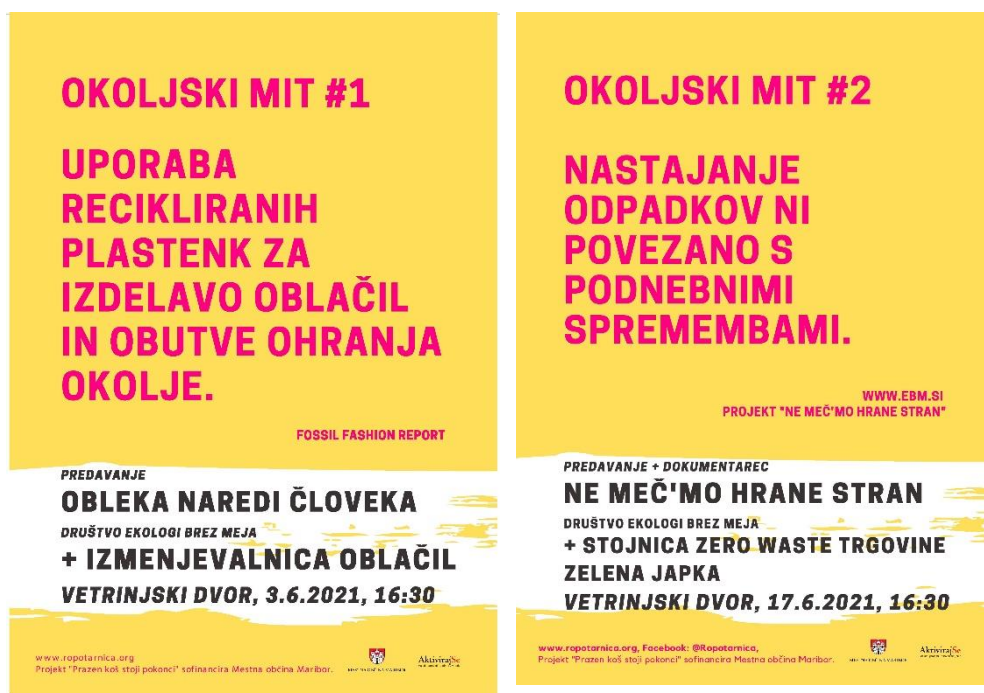 OKOLJSKI MIT #1
UPORABA
RECIKLIRANIH
PLASTENK ZA
IZDELAVO OBLAČIL
IN OBUTVE OHRANJA
OKOLJE.
FOSSIL FASHION REPORT
PREDAVANJE
OBLEKA NAREDI ČLOVEKA
DRUŠTVO EKOLOGI BREZ MEJA
+ IZMENJEVALNICA OBLAČIL
VETRINJSKI DVOR, 3.6.2021, 16:30
www.ropotarnica.org
Projekt "Prazen koš stoji pokonci" sofinancira Mestna občina Maribor.
AktivirajSe
OKOLJSKI MIT #2
NASTAJANJE
ODPADKOV NI
POVEZANO S
PODNEBNIMI
SPREMEMBAMI.
WWW.EBM.SI
PROJEKT "NE MEČ'MO HRANE STRAN"
PREDAVANJE + DOKUMENTAREC
NE MEČ'MO HRANE STRAN
DRUŠTVO EKOLOGI BREZ MEJA
+ STOJNICA ZERO WASTE TRGOVINE
ZELENA JAPKA
VETRINJSKI DVOR, 17.6.2021, 16:30
www.ropotarnica.org, Facebook: @Ropotarnica,
Projekt "Prazen koš stoji pokonci" sofinancira Mestna občina Maribor.
AktivirajSe